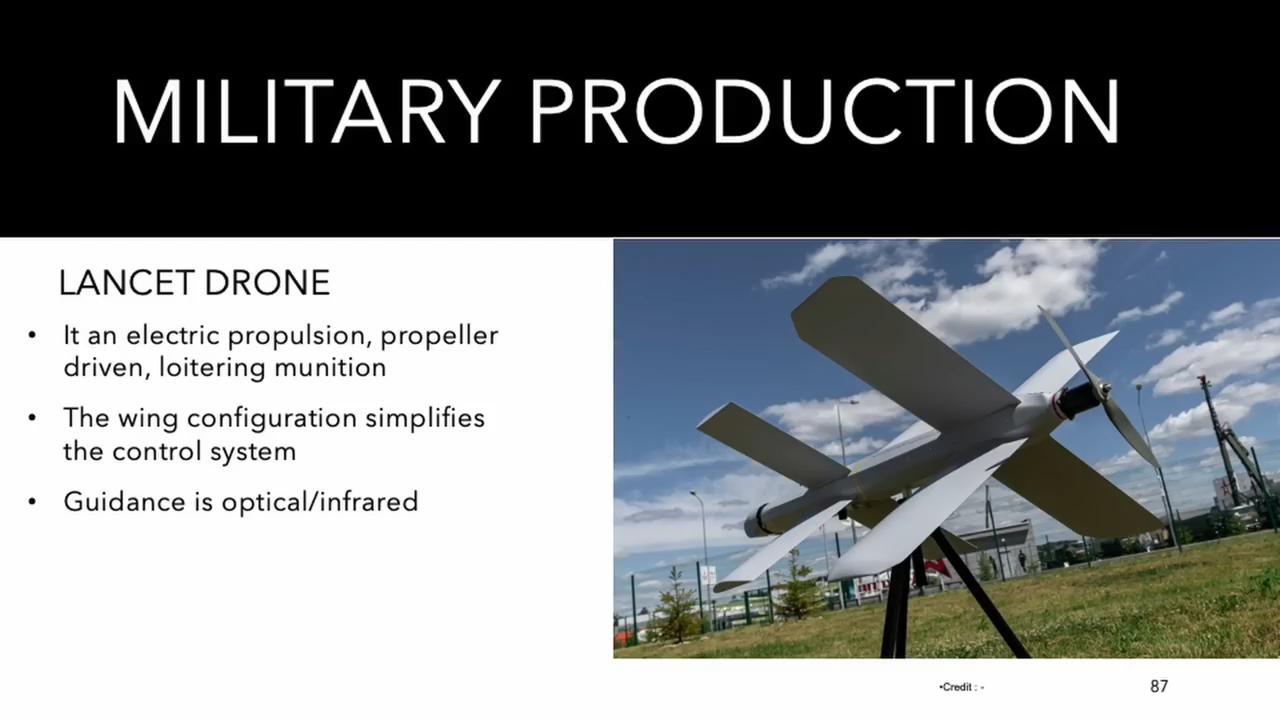 MILITARY PRODUCTION
LANCET DRONE
• It an electric propulsion, propeller
driven, loitering munition
• The wing configuration simplifies
the control system
• Guidance is optical/infrared
•Credit : -
87